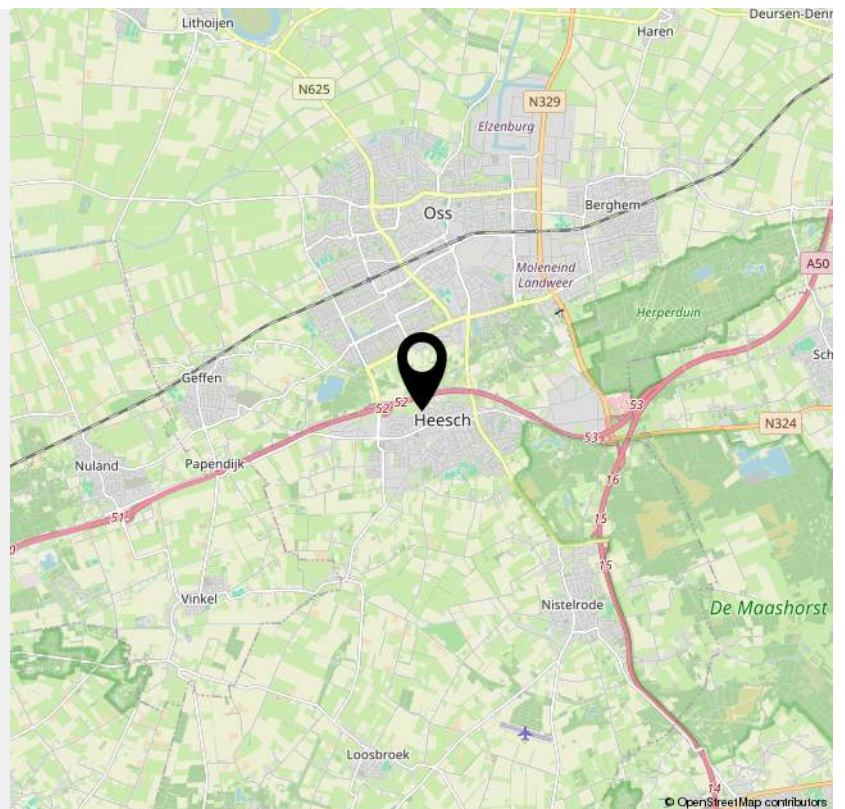 Deursen-Denn
Lithoijen
Haren
N625
N329
Elzenburg
Berghem
Oss
A50
Moleneind
Landweer
Herperduin
Sch
Geffen
52
52
53
Heesch
N324
53
Nuland
Papendijk
16
51
15
0
15
Vinkel
Nistelrode
De Maashorst
Loosbroek
14
© OpenStreetMap contributors